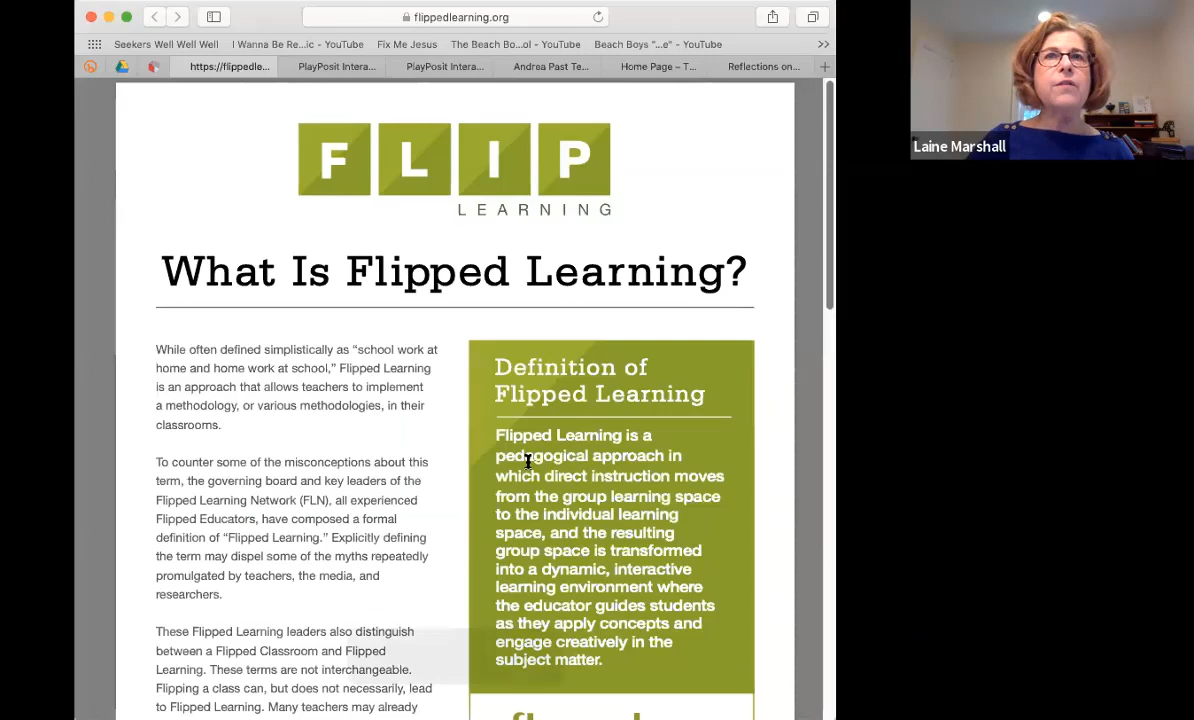 flippedlearning.org
Seekers Well Well Well
I Wanna Be Re...ic - YouTube
Fix Me Jesus
The Beach Bo...ol - YouTube
Beach Boys "...e" - YouTube
https://flippedle...
PlayPosit Intera...
PlayPosit Intera...
Andrea Past Te...
Home Page – T...
Reflections on...
Laine Marshall
FLIP
LEARNING
What Is Flipped Learning?
While often defined simplistically as “school work at
home and home work at school,” Flipped Learning
is an approach that allows teachers to implement
a methodology, or various methodologies, in their
classrooms.
To counter some of the misconceptions about this
term, the governing board and key leaders of the
Flipped Learning Network (FLN), all experienced
Flipped Educators, have composed a formal
definition of “Flipped Learning.” Explicitly defining
the term may dispel some of the myths repeatedly
promulgated by teachers, the media, and
researchers.
These Flipped Learning leaders also distinguish
between a Flipped Classroom and Flipped
Learning. These terms are not interchangeable.
Flipping a class can, but does not necessarily, lead
to Flipped Learning. Many teachers may already
Definition of
Flipped Learning
Flipped Learning is a
pedagogical approach in
which direct instruction moves
from the group learning space
to the individual learning
space, and the resulting
group space is transformed
into a dynamic, interactive
learning environment where
the educator guides students
as they apply concepts and
engage creatively in the
subject matter.